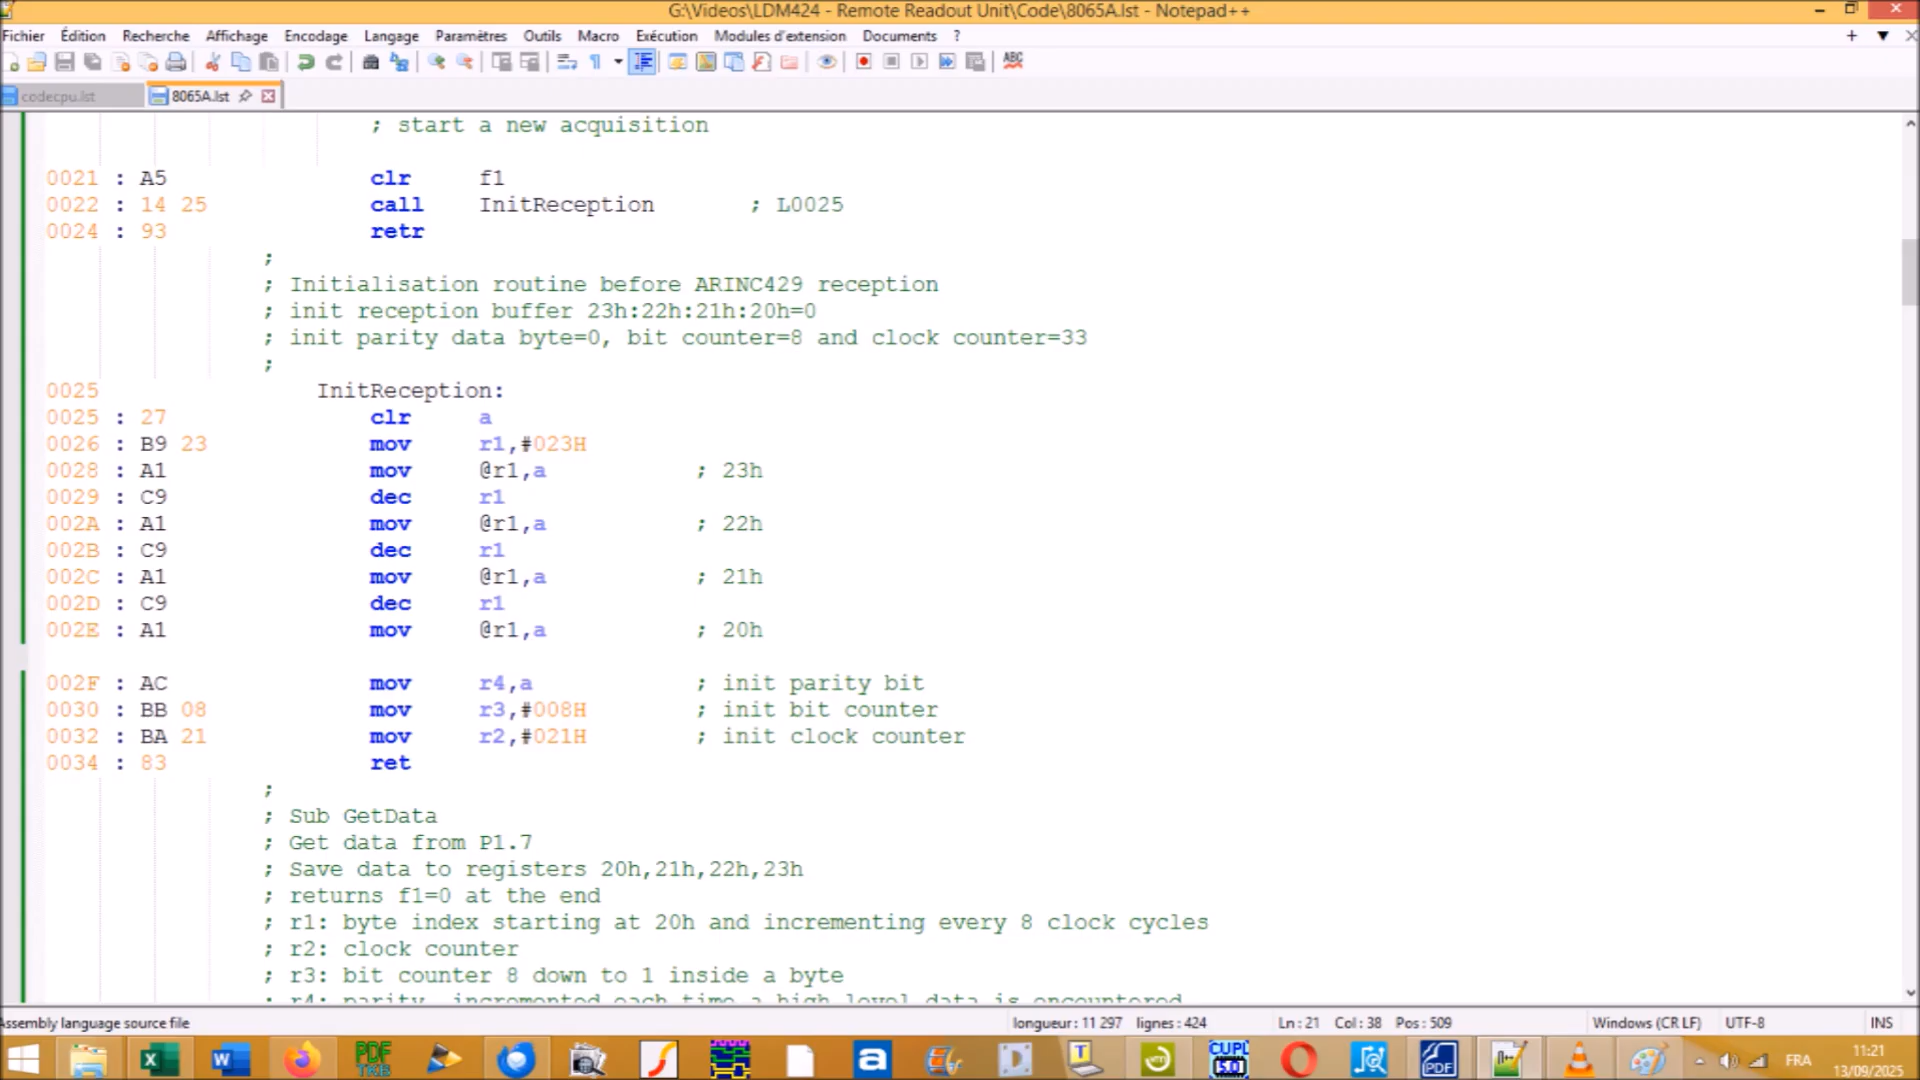 G:\Videos\LDM424 - Remote Readout Unit\Code\8065A.lst - Notepad++
Fichier Édition Recherche Affichage Encodage Langage Paramètres Outils Macro Exécution Modules d'extension Documents ?
codecpu.lst 8065A.lst
; start a new acquisition
0021 : A5 clr f1
0022 : 14 25 call InitReception ; L0025
0024 : 93 retr
;
; Initialisation routine before ARINC429 reception
; init reception buffer 23h:22h:21h:20h=0
; init parity data byte=0, bit counter=8 and clock counter=33
;
0025 InitReception:
0025 : 27 clr a
0026 : B9 23 mov r1,#023H
0028 : A1 mov @r1,a ; 23h
0029 : C9 dec r1
002A : A1 mov @r1,a ; 22h
002B : C9 dec r1
002C : A1 mov @r1,a ; 21h
002D : C9 dec r1
002E : A1 mov @r1,a ; 20h
002F : AC mov r4,a ; init parity bit
0030 : BB 08 mov r3,#008H ; init bit counter
0032 : BA 21 mov r2,#021H ; init clock counter
0034 : 83 ret
;
; Sub GetData
; Get data from P1.7
; Save data to registers 20h,21h,22h,23h
; returns f1=0 at the end
; r1: byte index starting at 20h and incrementing every 8 clock cycles
; r2: clock counter
; r3: bit counter 8 down to 1 inside a byte
; r4: parity, incremented each time a high level data is encountered
Assembly language source file longueur : 11 297 lignes : 424 Ln : 21 Col : 38 Pos : 509 Windows (CR LF) UTF-8 INS
FRA 11:21
13/09/2025